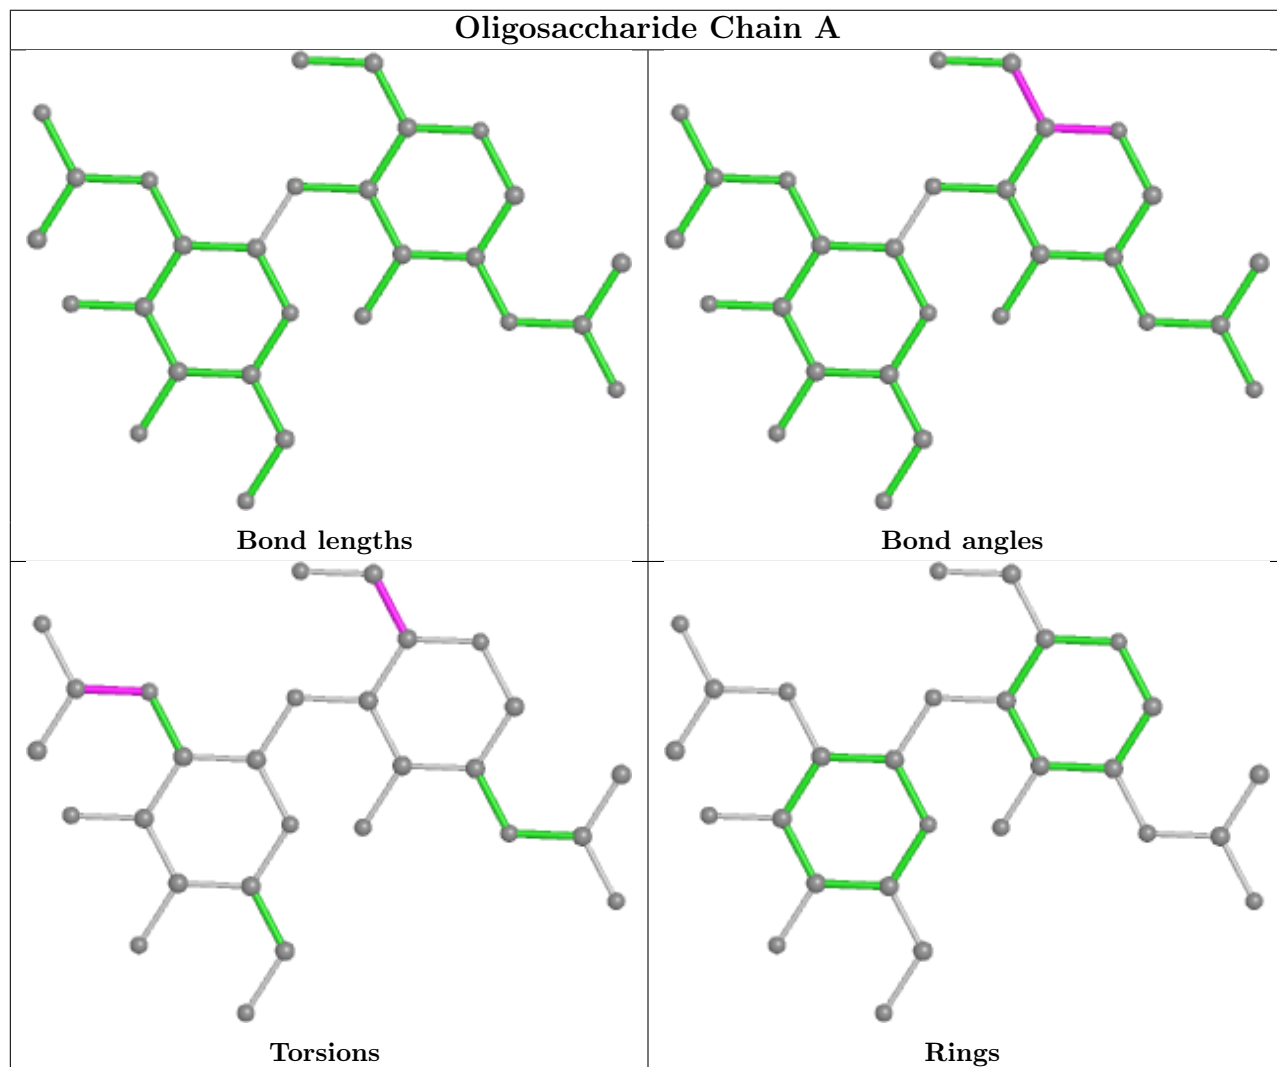 Oligosaccharide Chain A
Bond lengths
Bond angles
Torsions
Rings